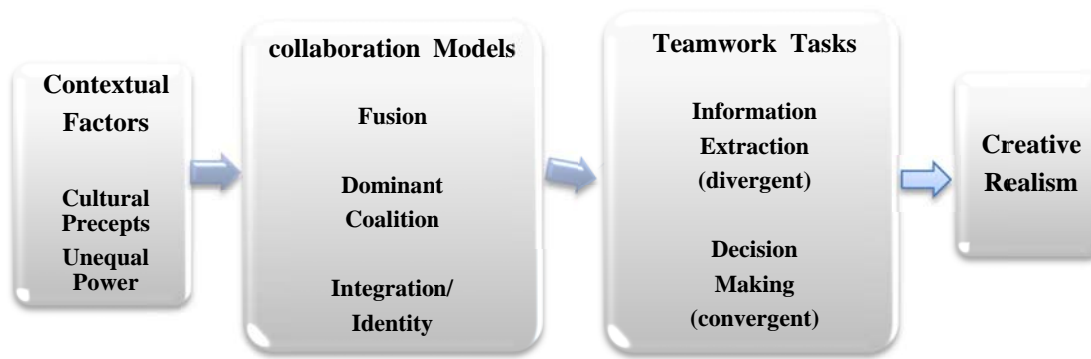 Contextual
Factors
Cultural
Precepts
Unequal
Power
collaboration Models
Fusion
Dominant
Coalition
Integration/
Identity
Teamwork Tasks
Information
Extraction
(divergent)
Decision
Making
(convergent)
Creative
Realism